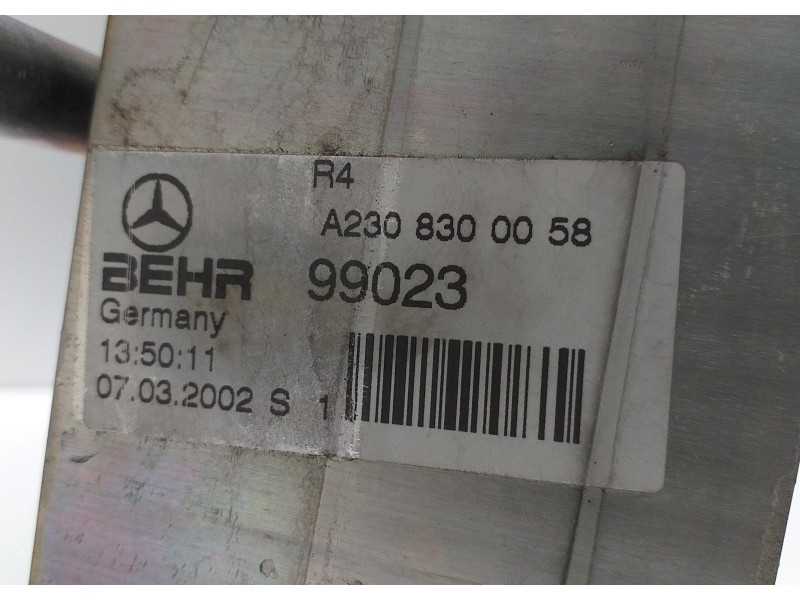 R4
A230 830 00 58
BEHR 99023
Germany
13:50:11
07.03.2002 S 1